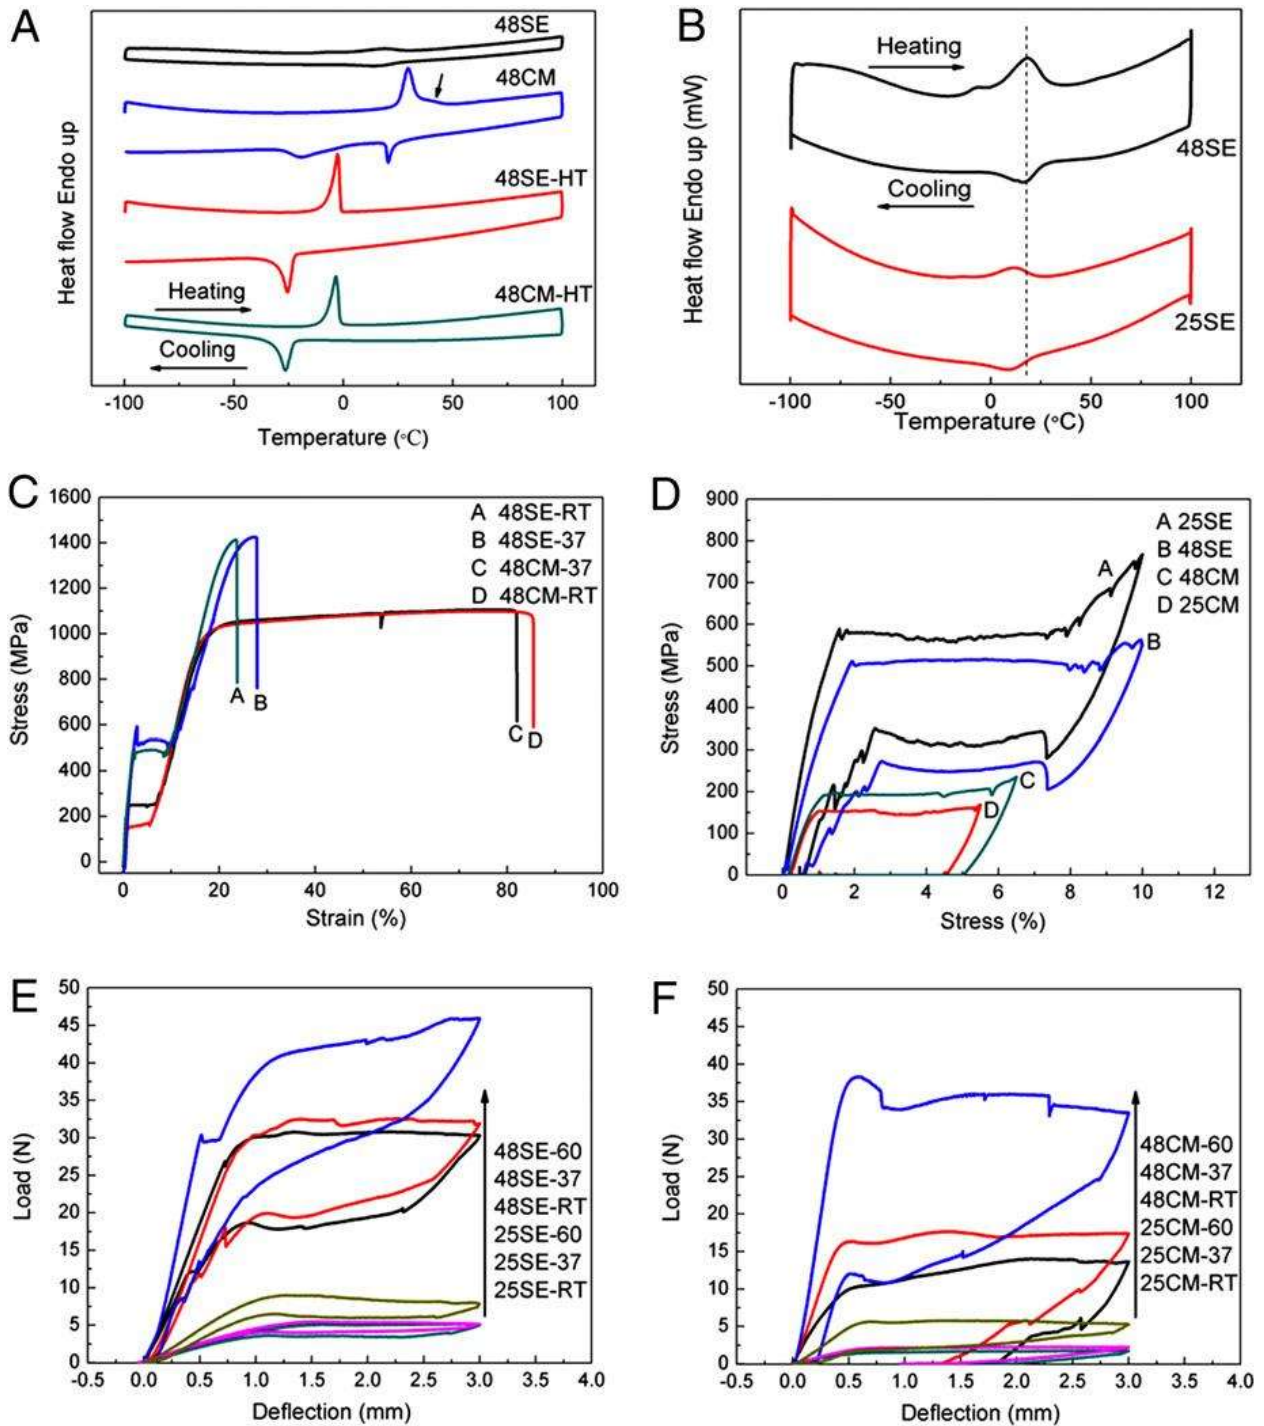 A
48SE
48CM
48SE-HT
48CM-HT
Heating
Cooling
Heat flow Endo up
-100 -50 0 50 100
Temperature (°C)
B
Heating
48SE
Cooling
25SE
Heat flow Endo up (mW)
-100 0 100
Temperature (°C)
C
1600
1400
1200
1000
800
600
400
200
0
Stress (MPa)
A 48SE-RT
B 48SE-37
C 48CM-37
D 48CM-RT
A B
C D
0 20 40 60 80 100
Strain (%)
D
900
800
700
600
500
400
300
200
100
0
Stress (MPa)
A 25SE
B 48SE
C 48CM
D 25CM
A
B
C
D
0 2 4 6 8 10 12
Stress (%)
E
50
45
40
35
30
25
20
15
10
5
0
Load (N)
48SE-60
48SE-37
48SE-RT
25SE-60
25SE-37
25SE-RT
-0.5 0.0 0.5 1.0 1.5 2.0 2.5 3.0 3.5 4.0
Deflection (mm)
F
50
45
40
35
30
25
20
15
10
5
0
Load (N)
48CM-60
48CM-37
48CM-RT
25CM-60
25CM-37
25CM-RT
-0.5 0.0 0.5 1.0 1.5 2.0 2.5 3.0 3.5 4.0
Deflection (mm)